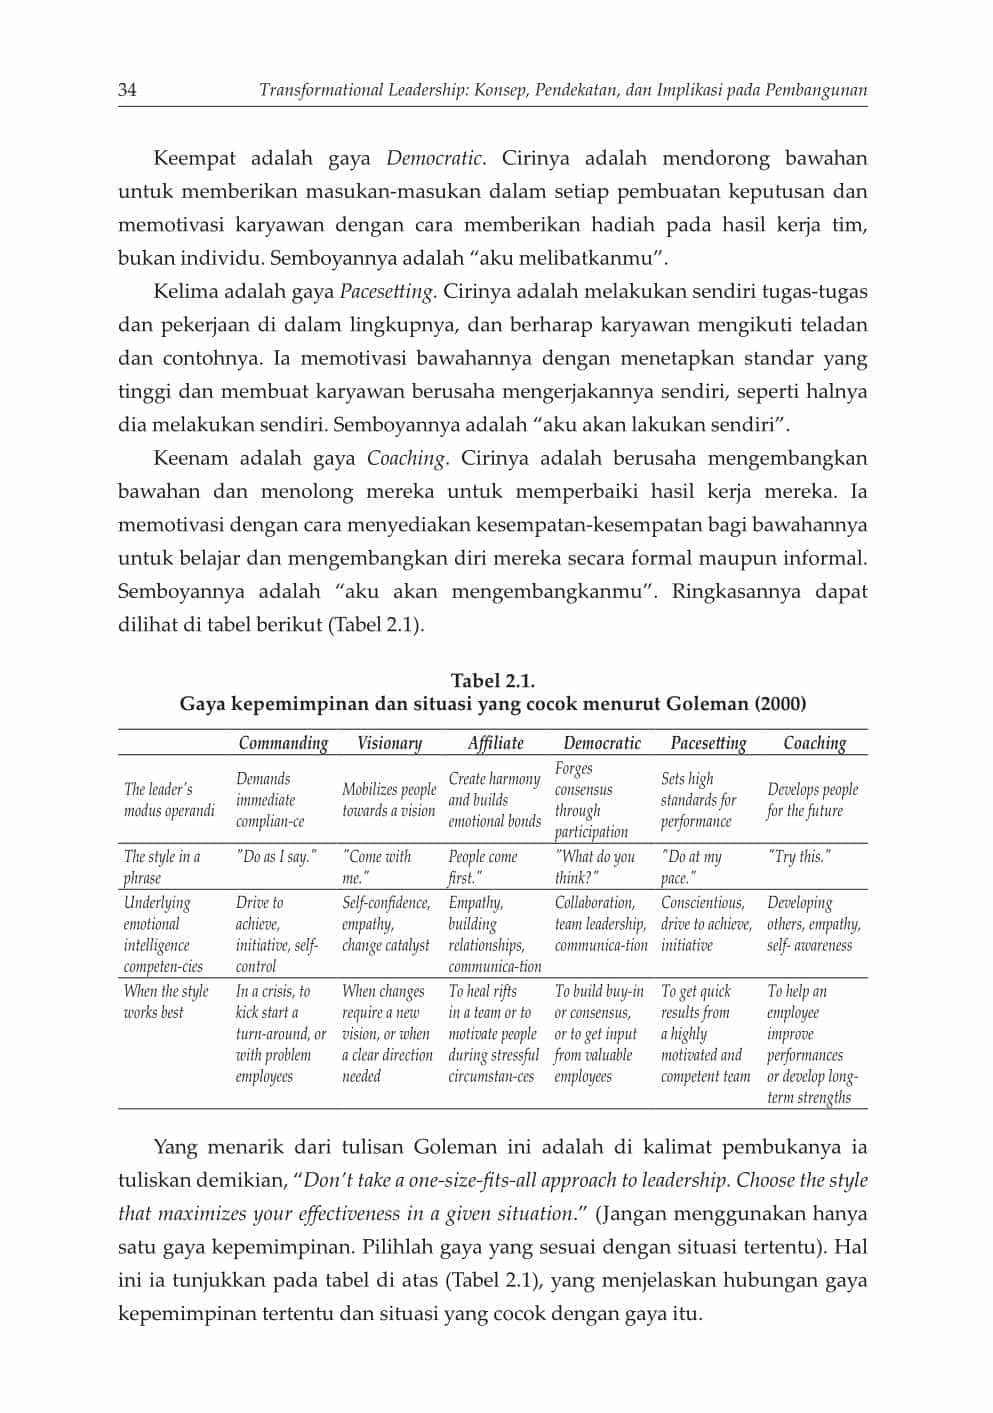 34 Transformational Leadership: Konsep, Pendekatan, dan Implikasi pada Pembangunan
Keempat adalah gaya Democratic. Cirinya adalah mendorong bawahan
untuk memberikan masukan-masukan dalam setiap pembuatan keputusan dan
memotivasi karyawan dengan cara memberikan hadiah pada hasil kerja tim,
bukan individu. Semboyannya adalah “aku melibatkanmu”.
Kelima adalah gaya Pacesetting. Cirinya adalah melakukan sendiri tugas-tugas
dan pekerjaan di dalam lingkupnya, dan berharap karyawan mengikuti teladan
dan contohnya. Ia memotivasi bawahannya dengan menetapkan standar yang
tinggi dan membuat karyawan berusaha mengerjakannya sendiri, seperti halnya
dia melakukan sendiri. Semboyannya adalah “aku akan lakukan sendiri”.
Keenam adalah gaya Coaching. Cirinya adalah berusaha mengembangkan
bawahan dan menolong mereka untuk memperbaiki hasil kerja mereka. Ia
memotivasi dengan cara menyediakan kesempatan-kesempatan bagi bawahannya
untuk belajar dan mengembangkan diri mereka secara formal maupun informal.
Semboyannya adalah “aku akan mengembangkanmu”. Ringkasannya dapat
dilihat di tabel berikut (Tabel 2.1).
Tabel 2.1.
Gaya kepemimpinan dan situasi yang cocok menurut Goleman (2000)
Commanding Visionary Affiliate Democratic Pacesetting Coaching
The leader's
modus operandi
Demands
immediate
complian-ce
Mobilizes people
towards a vision
Create harmony
and builds
emotional bonds
Forges
consensus
through
participation
Sets high
standards for
performance
Develops people
for the future
The style in a
phrase
"Do as I say."
"Come with
me."
People come
first."
"What do you
think?"
"Do at my
pace."
"Try this."
Underlying
emotional
intelligence
competen-cies
Drive to
achieve,
initiative, self-
control
Self-confidence,
empathy,
change catalyst
Empathy,
building
relationships,
communica-tion
Collaboration,
team leadership,
communica-tion
Conscientious,
drive to achieve,
initiative
Developing
others, empathy,
self- awareness
When the style
works best
In a crisis, to
kick start a
turn-around, or
with problem
employees
When changes
require a new
vision, or when
a clear direction
needed
To heal rifts
in a team or to
motivate people
during stressful
circumstan-ces
To build buy-in
or consensus,
or to get input
from valuable
employees
To get quick
results from
a highly
motivated and
competent team
To help an
employee
improve
performances
or develop long-
term strengths
Yang menarik dari tulisan Goleman ini adalah di kalimat pembukanya ia
tuliskan demikian, “Don’t take a one-size-fits-all approach to leadership. Choose the style
that maximizes your effectiveness in a given situation.” (Jangan menggunakan hanya
satu gaya kepemimpinan. Pilihlah gaya yang sesuai dengan situasi tertentu). Hal
ini ia tunjukkan pada tabel di atas (Tabel 2.1), yang menjelaskan hubungan gaya
kepemimpinan tertentu dan situasi yang cocok dengan gaya itu.